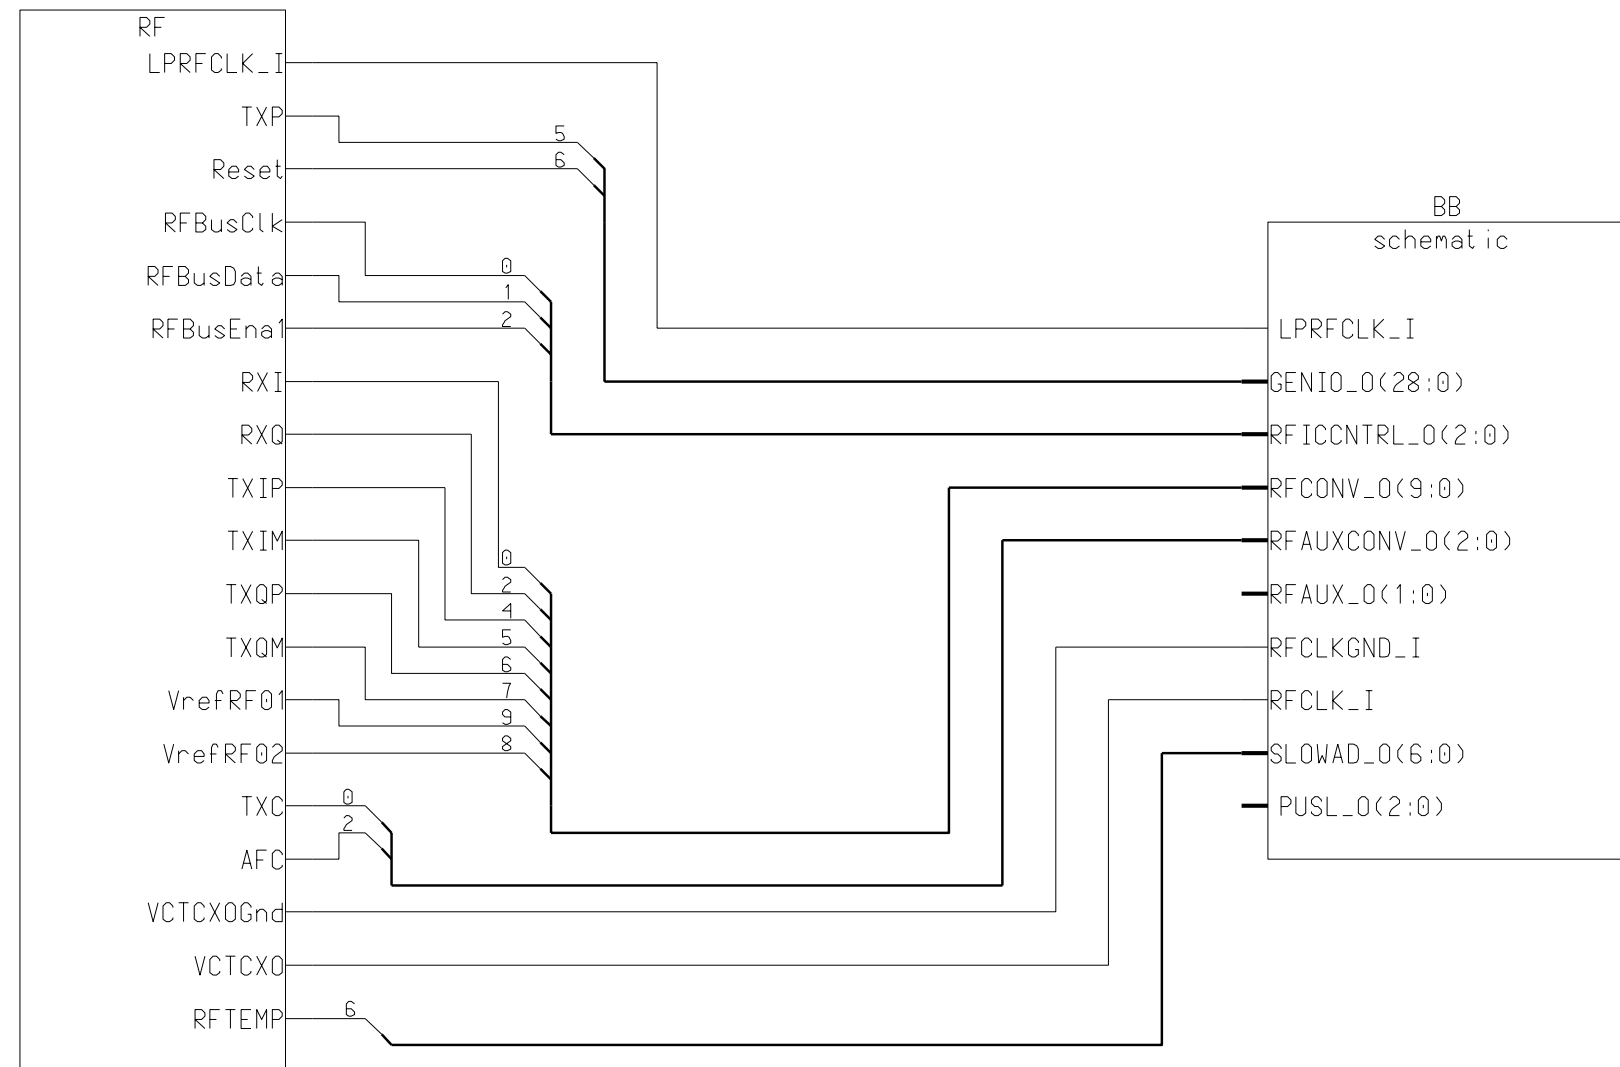 RF
LPRFCLK_I
TXP
5
6
Reset
RFBusClk
BB
schematic
RFBusData
0
1
RFBusEna1
2
LPRFCLK_I
RXI
GENIO_O(28:0)
RXQ
RFICCNTRL_O(2:0)
TXIP
RFCONV_O(9:0)
TXIM
RFAUXCONV_O(2:0)
0
TXQP
2
RFAUX_O(1:0)
4
TXQM
5
RFCLKGND_I
6
VrefRF01
7
RFCLK_I
9
VrefRF02
8
SLOWAD_O(6:0)
TXC
0
PUSL_O(2:0)
2
AFC
VCTCXOGnd
VCTCXO
RFTEMP
6